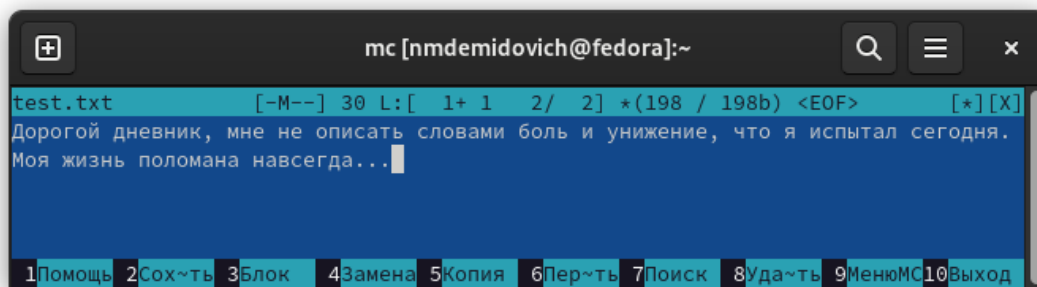 mc [nmdemidovich@fedora]:~
test.txt [-M--] 30 L:[ 1+ 1 2/ 2] *(198 / 198b) <EOF> [*][X]
Дорогой дневник, мне не описать словами боль и унижение, что я испытал сегодня.
Моя жизнь поломана навсегда...
1Помощь 2Сох~ть 3Блок 4Замена 5Копия 6Пер~ть 7Поиск 8Уда~ть 9МенюMC 10Выход